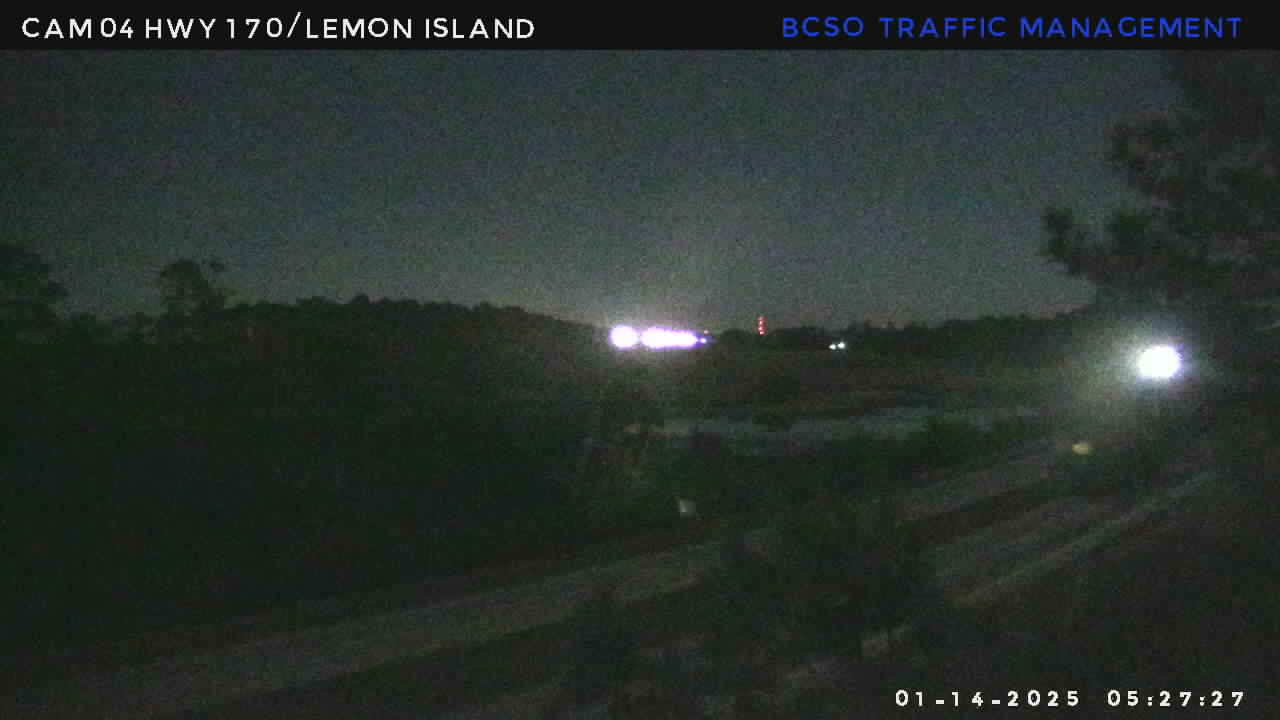 CAM04 HWY 170/LEMON ISLAND
BCSO TRAFFIC MANAGEMENT
01-14-2025 05:27:27